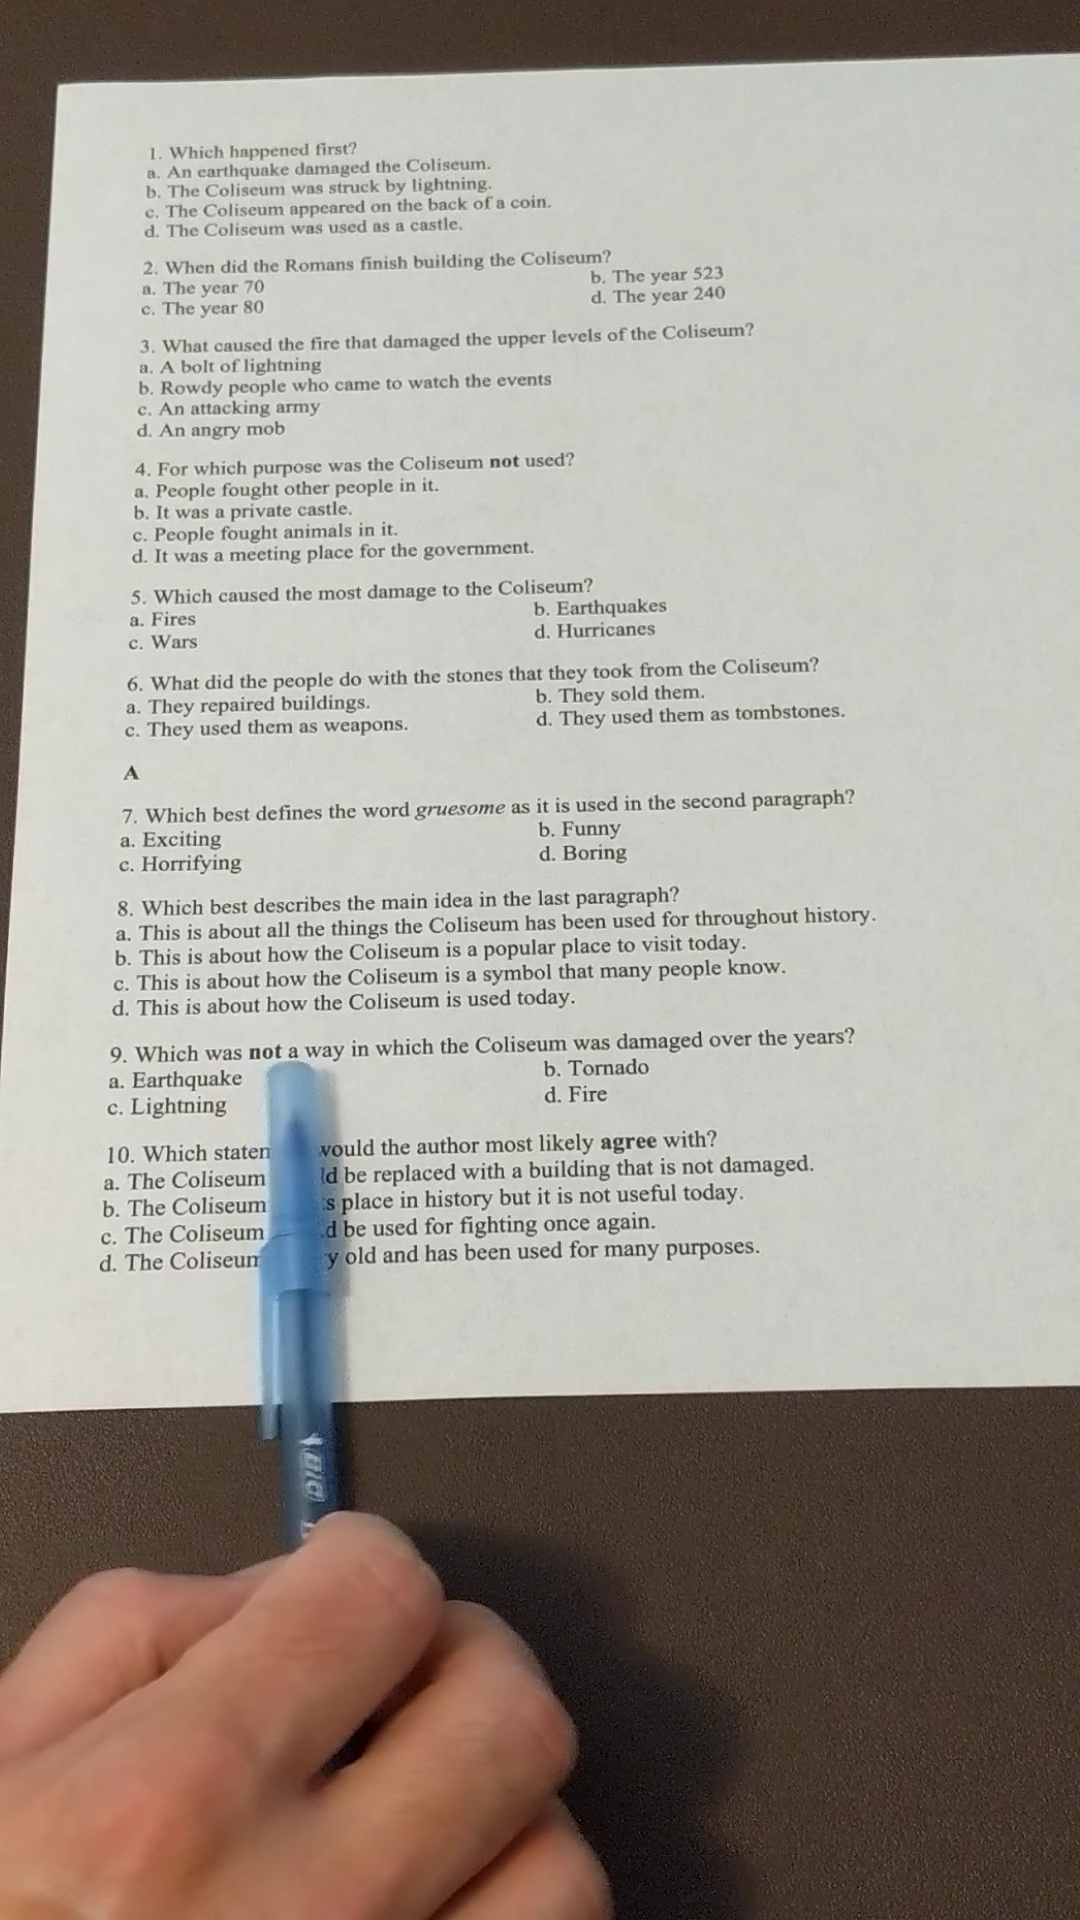 1. Which happened first?
a. An earthquake damaged the Coliseum.
b. The Coliseum was struck by lightning.
c. The Coliseum appeared on the back of a coin.
d. The Coliseum was used as a castle.
2. When did the Romans finish building the Coliseum?
a. The year 70 b. The year 523
c. The year 80 d. The year 240
3. What caused the fire that damaged the upper levels of the Coliseum?
a. A bolt of lightning
b. Rowdy people who came to watch the events
c. An attacking army
d. An angry mob
4. For which purpose was the Coliseum not used?
a. People fought other people in it.
b. It was a private castle.
c. People fought animals in it.
d. It was a meeting place for the government.
5. Which caused the most damage to the Coliseum?
a. Fires b. Earthquakes
c. Wars d. Hurricanes
6. What did the people do with the stones that they took from the Coliseum?
a. They repaired buildings. b. They sold them.
c. They used them as weapons. d. They used them as tombstones.
A
7. Which best defines the word gruesome as it is used in the second paragraph?
a. Exciting b. Funny
c. Horrifying d. Boring
8. Which best describes the main idea in the last paragraph?
a. This is about all the things the Coliseum has been used for throughout history.
b. This is about how the Coliseum is a popular place to visit today.
c. This is about how the Coliseum is a symbol that many people know.
d. This is about how the Coliseum is used today.
9. Which was not a way in which the Coliseum was damaged over the years?
a. Earthquake b. Tornado
c. Lightning d. Fire
10. Which would the author most likely agree with?
a. The Coliseum be replaced with a building that is not damaged.
b. The Coliseum place in history but it is not useful today.
c. The Coliseum be used for fighting once again.
d. The Coliseum old and has been used for many purposes.
BIC